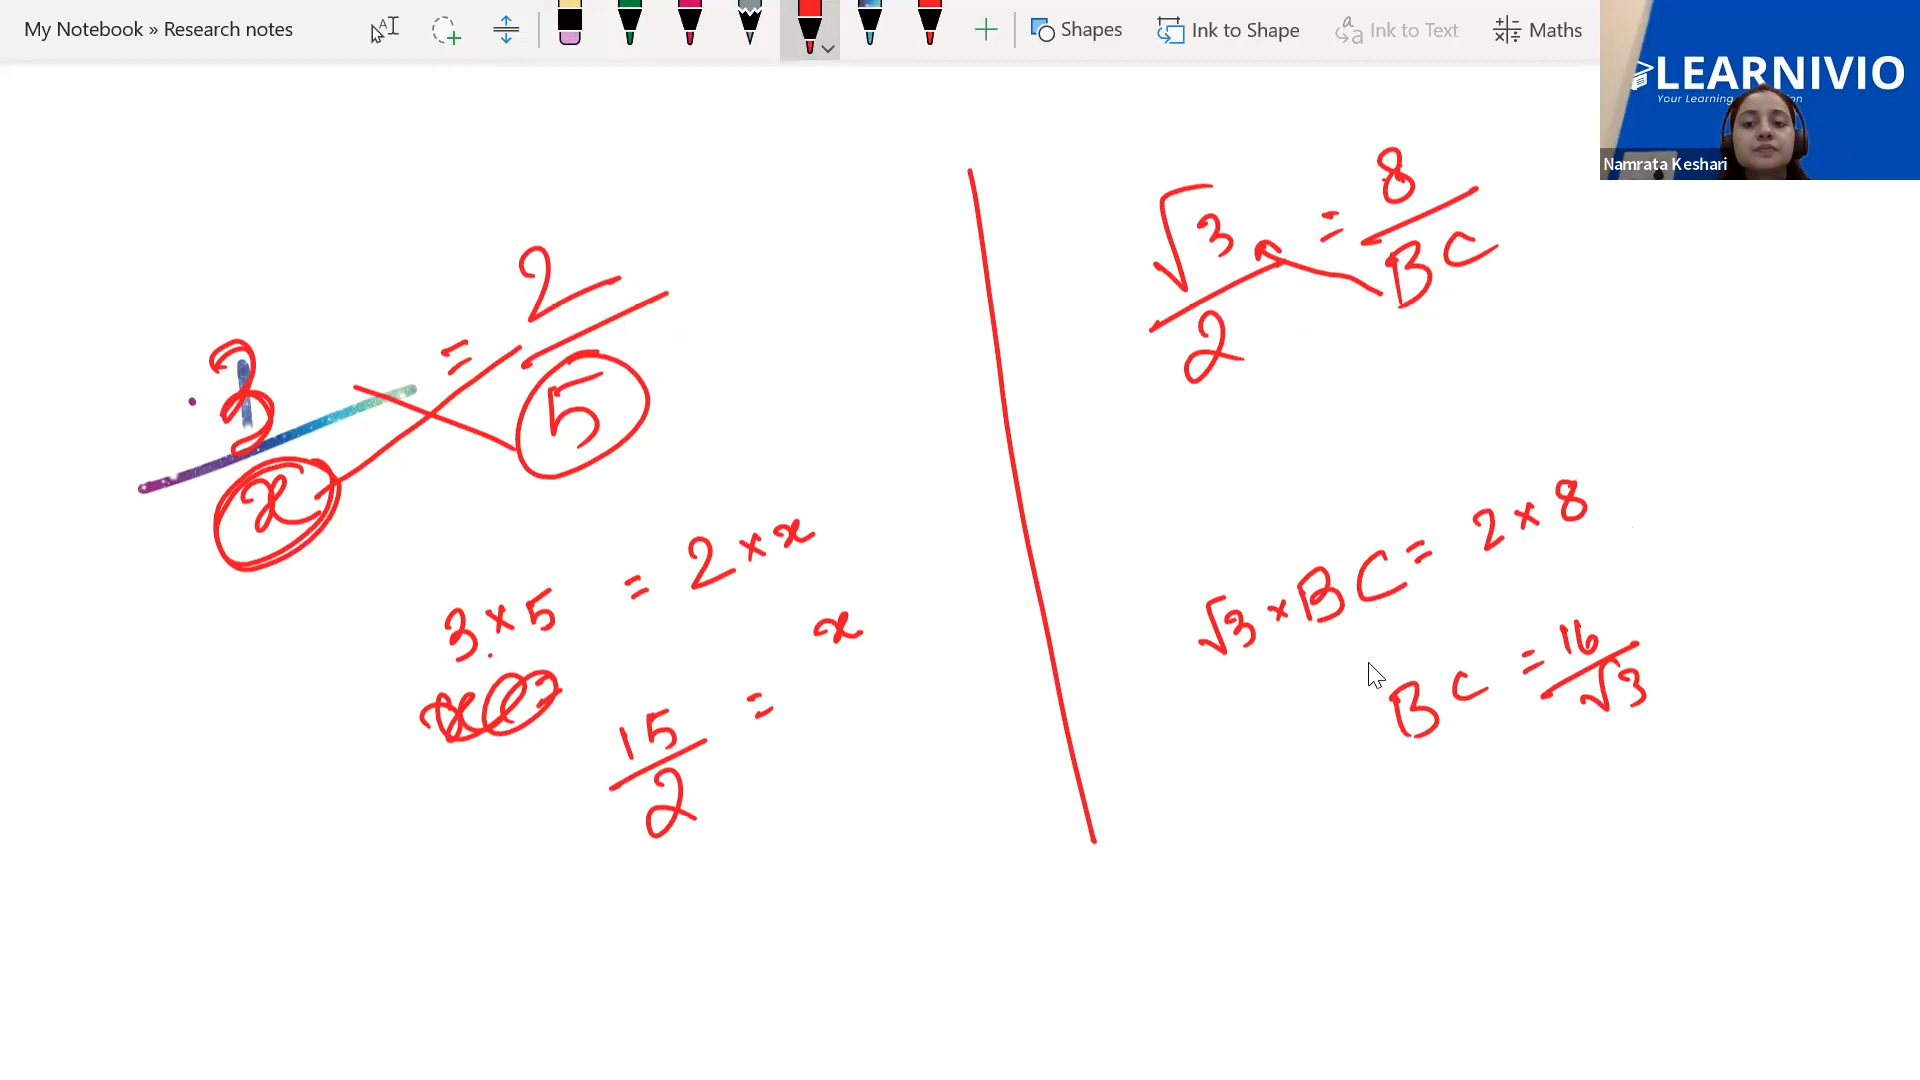 My Notebook » Research notes
Shapes
Ink to Shape
Ink to Text
Maths
LEARNIVIO
Your Learning
Namrata Keshari
3/x = 2/5
3 × 5 = 2 × x
15/2 = x
√3/2 = 8/BC
√3 × BC = 2 × 8
BC = 16/√3